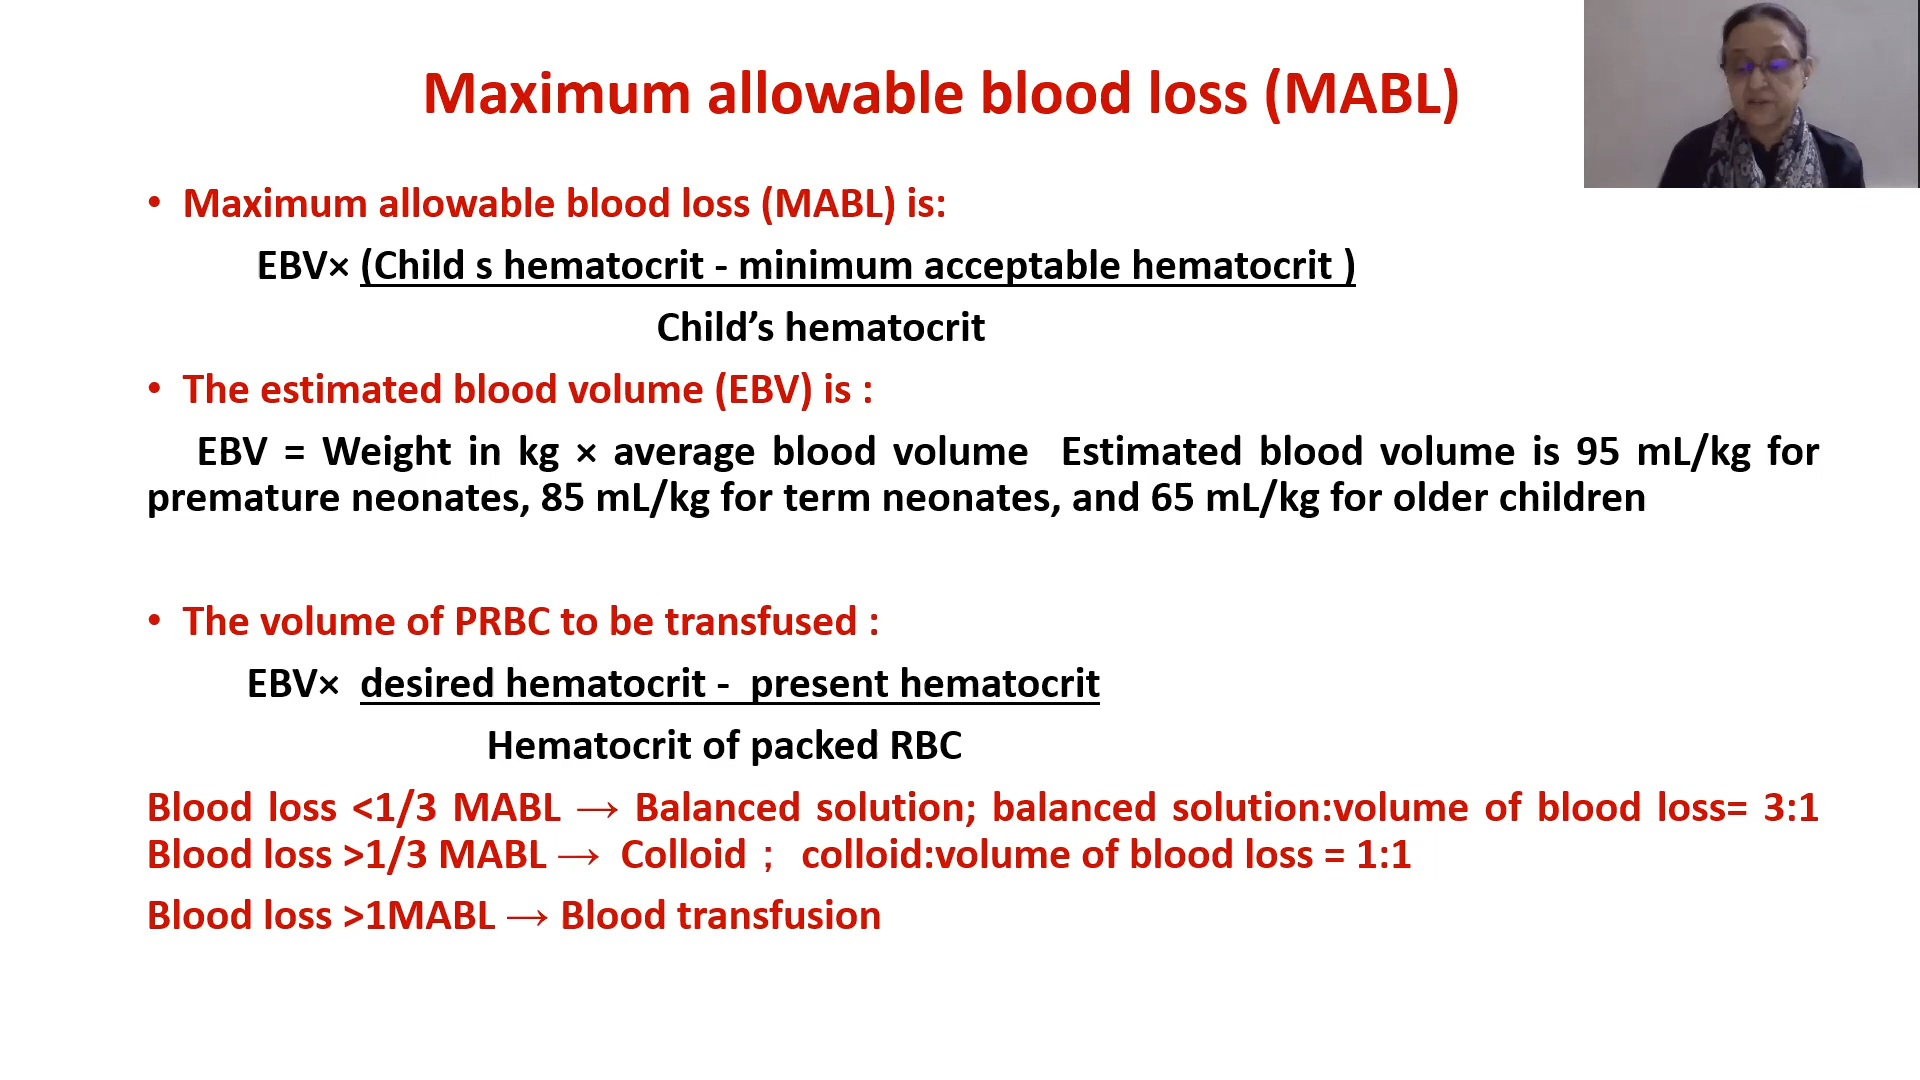 Maximum allowable blood loss (MABL)
• Maximum allowable blood loss (MABL) is:
EBV× (Child s hematocrit - minimum acceptable hematocrit )
Child’s hematocrit
• The estimated blood volume (EBV) is :
EBV = Weight in kg × average blood volume Estimated blood volume is 95 mL/kg for
premature neonates, 85 mL/kg for term neonates, and 65 mL/kg for older children
• The volume of PRBC to be transfused :
EBV× desired hematocrit - present hematocrit
Hematocrit of packed RBC
Blood loss <1/3 MABL → Balanced solution; balanced solution:volume of blood loss= 3:1
Blood loss >1/3 MABL → Colloid ; colloid:volume of blood loss = 1:1
Blood loss >1MABL → Blood transfusion